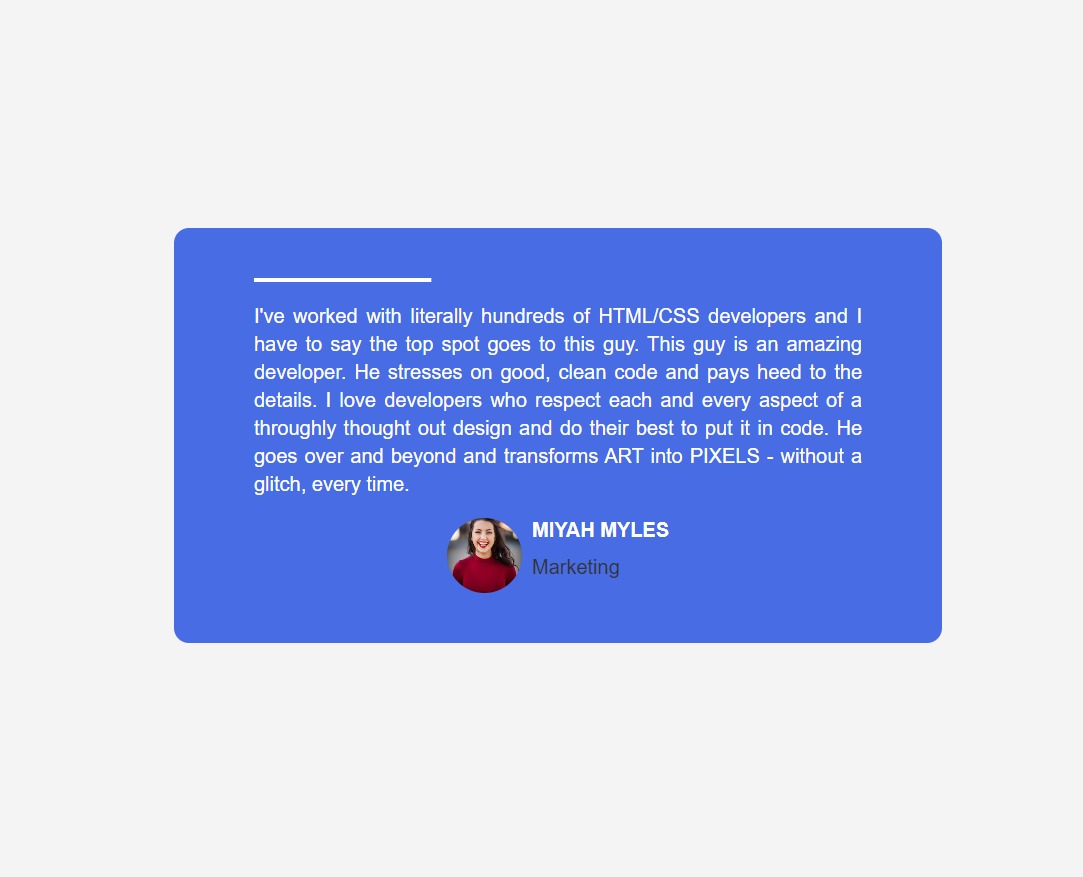 I've worked with literally hundreds of HTML/CSS developers and I
have to say the top spot goes to this guy. This guy is an amazing
developer. He stresses on good, clean code and pays heed to the
details. I love developers who respect each and every aspect of a
throughly thought out design and do their best to put it in code. He
goes over and beyond and transforms ART into PIXELS - without a
glitch, every time.
MIYAH MYLES
Marketing